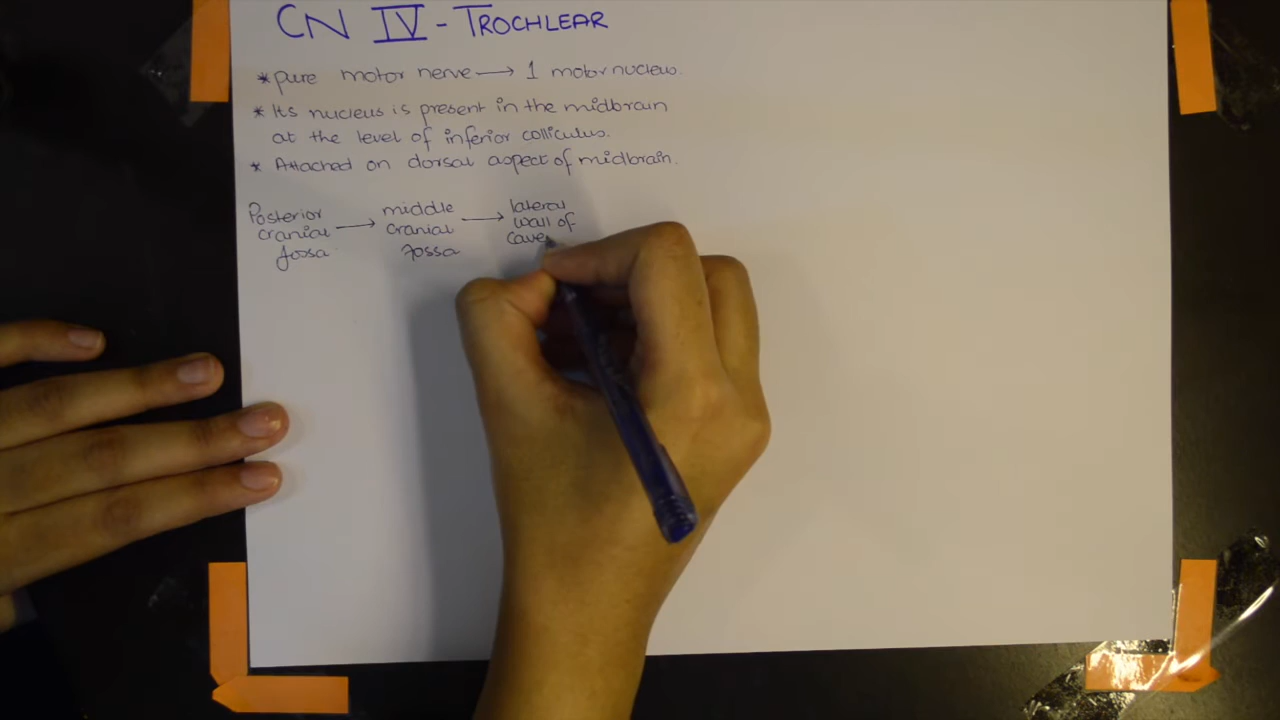 CN IV - TROCHLEAR
* pure motor nerve → 1 motor nucleus.
* Its nucleus is present in the midbrain
at the level of inferior colliculus.
* Attached on dorsal aspect of midbrain.
Posterior
cranial
fossa
→
middle
cranial
fossa
→
lateral
wall of
cave